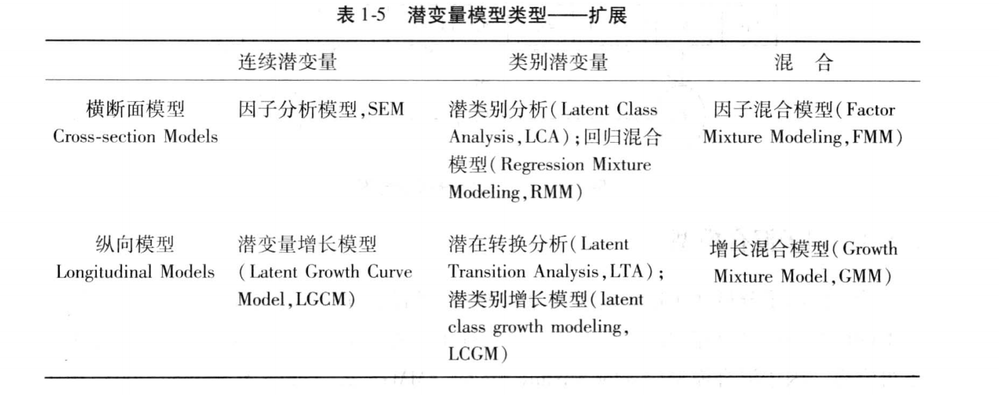 表 1-5 潜变量模型类型——扩展
连续潜变量 类别潜变量 混 合
横断面模型
Cross-section Models
因子分析模型,SEM
潜类别分析(Latent Class
Analysis,LCA);回归混合
模型(Regression Mixture
Modeling,RMM)
因子混合模型(Factor
Mixture Modeling,FMM)
纵向模型
Longitudinal Models
潜变量增长模型
(Latent Growth Curve
Model,LGCM)
潜在转换分析(Latent
Transition Analysis,LTA);
潜类别增长模型(latent
class growth modeling,
LCGM)
增长混合模型(Growth
Mixture Model,GMM)